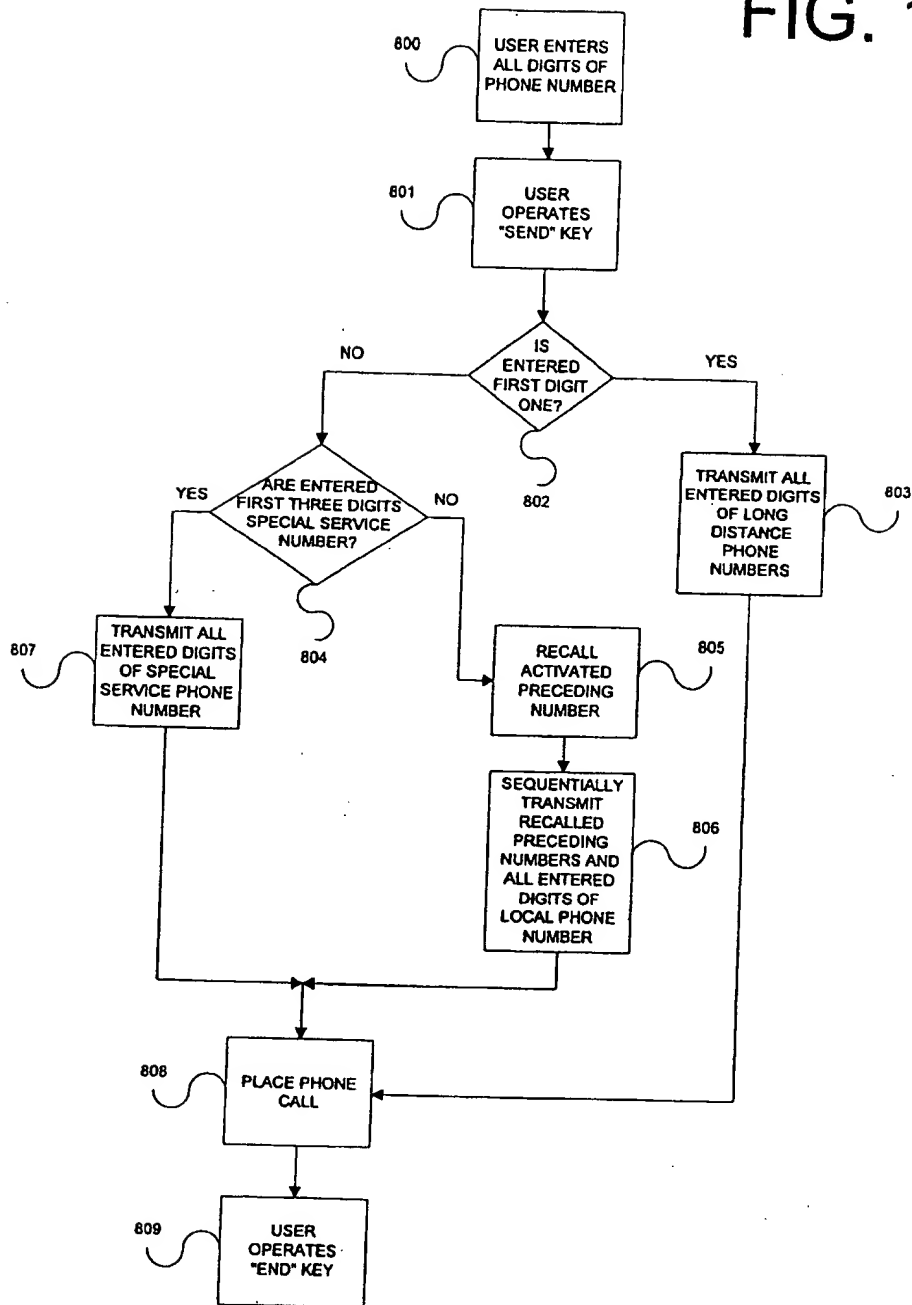 FIG. 1
800
USER ENTERS
ALL DIGITS OF
PHONE NUMBER
801
USER
OPERATES
"SEND" KEY
NO
IS
ENTERED
FIRST DIGIT
ONE?
YES
802
YES
ARE ENTERED
FIRST THREE DIGITS
SPECIAL SERVICE
NUMBER?
NO
804
TRANSMIT ALL
ENTERED DIGITS
OF LONG
DISTANCE
PHONE
NUMBERS
803
807
TRANSMIT ALL
ENTERED DIGITS
OF SPECIAL
SERVICE PHONE
NUMBER
RECALL
ACTIVATED
PRECEDING
NUMBER
805
SEQUENTIALLY
TRANSMIT
RECALLED
PRECEDING
NUMBERS AND
ALL ENTERED
DIGITS OF
LOCAL PHONE
NUMBER
806
808
PLACE PHONE
CALL
809
USER
OPERATES
"END" KEY